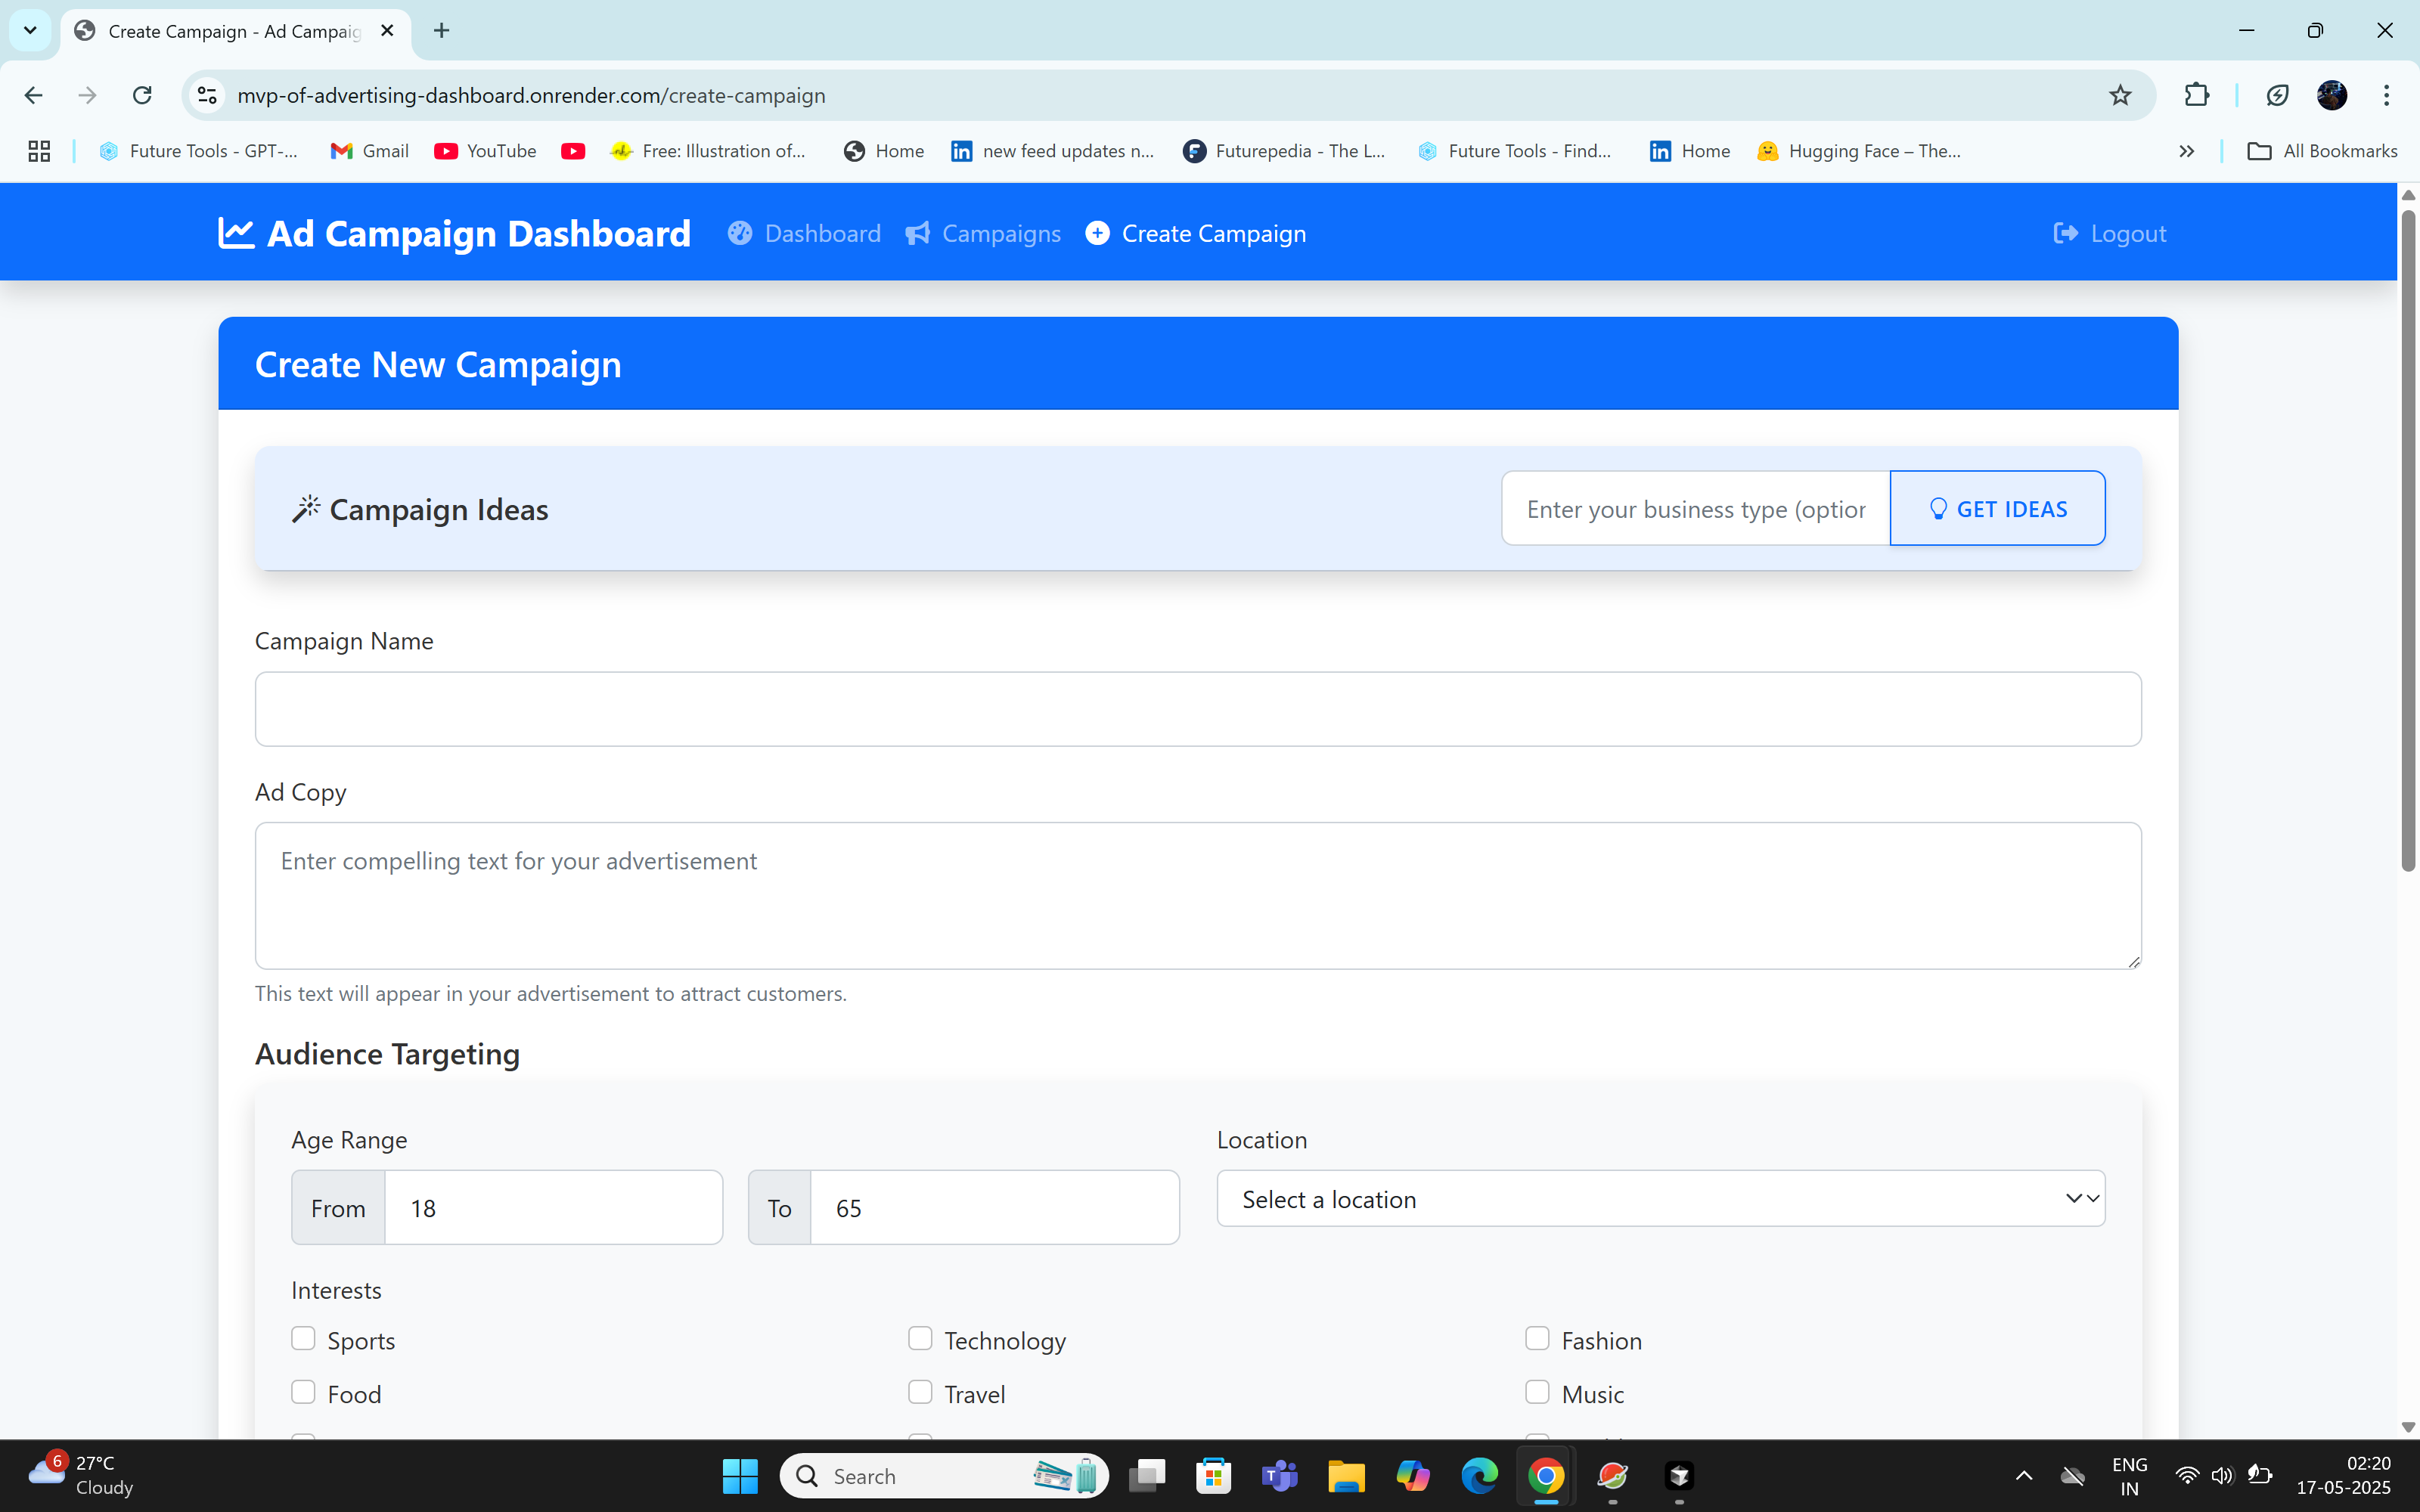 Create Campaign - Ad Campaig
mvp-of-advertising-dashboard.onrender.com/create-campaign
Future Tools - GPT-... Gmail YouTube Free: Illustration of... Home new feed updates n... Futurepedia - The L... Future Tools - Find... Home Hugging Face – The... All Bookmarks
Ad Campaign Dashboard Dashboard Campaigns Create Campaign Logout
Create New Campaign
Campaign Ideas Enter your business type (option GET IDEAS
Campaign Name
Ad Copy
Enter compelling text for your advertisement
This text will appear in your advertisement to attract customers.
Audience Targeting
Age Range Location
From 18 To 65 Select a location
Interests
Sports Technology Fashion
Food Travel Music
6 27°C Search ENG 02:20
Cloudy IN 17-05-2025